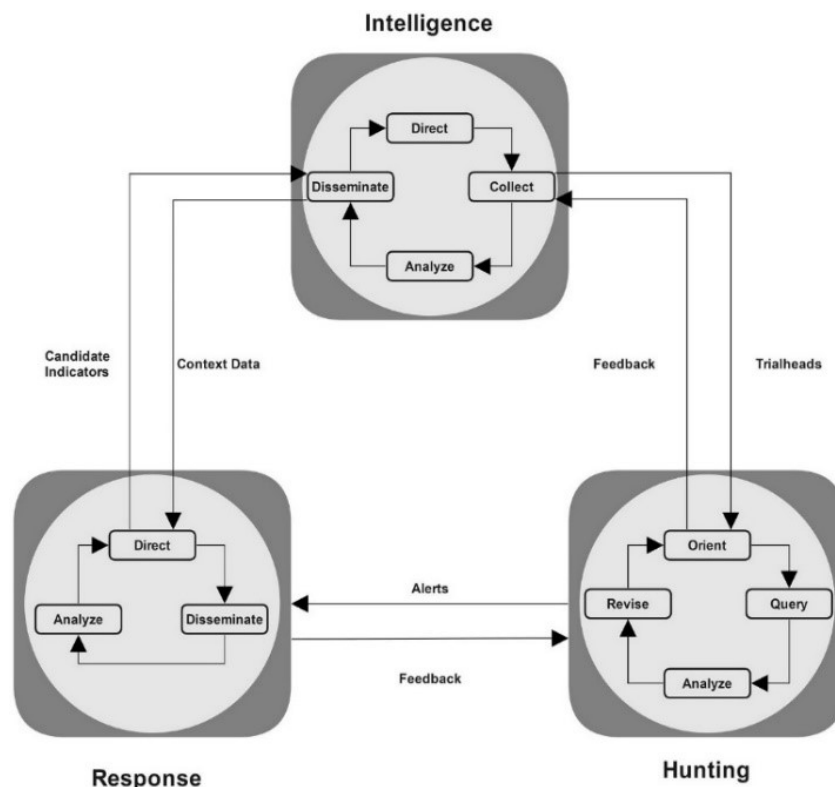 Intelligence
Direct
Disseminate
Collect
Analyze
Candidate
Indicators
Context Data
Feedback
Trialheads
Direct
Analyze
Disseminate
Alerts
Feedback
Orient
Revise
Query
Analyze
Response
Hunting